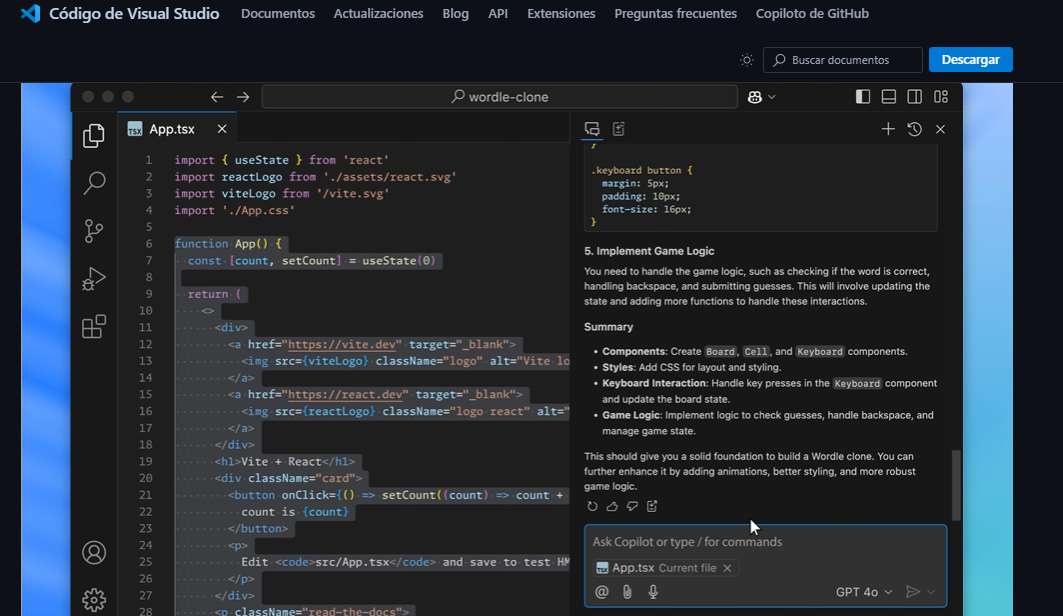 Código de Visual Studio
Documentos
Actualizaciones
Blog
API
Extensiones
Preguntas frecuentes
Copiloto de GitHub
Buscar documentos
Descargar
wordle-clone
TSX App.tsx
1 import { useState } from 'react'
2 import reactLogo from './assets/react.svg'
3 import viteLogo from '/vite.svg'
4 import './App.css'
5
6 function App() {
7 const [count, setCount] = useState(0)
8
9 return (
10 <>
11 <div>
12 <a href="https://vite.dev" target="_blank">
13 <img src={viteLogo} className="logo" alt="Vite lo
14 </a>
15 <a href="https://react.dev" target="_blank">
16 <img src={reactLogo} className="logo react" alt="
17 </a>
18 </div>
19 <h1>Vite + React</h1>
20 <div className="card">
21 <button onClick={() => setCount((count) => count +
22 count is {count}
23 </button>
24 <p>
25 Edit <code>src/App.tsx</code> and save to test HM
26 </p>
27 </div>
28 <p className="read-the-docs">
}
.keyboard button {
margin: 5px;
padding: 10px;
font-size: 16px;
}
5. Implement Game Logic
You need to handle the game logic, such as checking if the word is correct,
handling backspace, and submitting guesses. This will involve updating the
state and adding more functions to handle these interactions.
Summary
• Components: Create Board, Cell, and Keyboard components.
• Styles: Add CSS for layout and styling.
• Keyboard Interaction: Handle key presses in the Keyboard component
and update the board state.
• Game Logic: Implement logic to check guesses, handle backspace, and
manage game state.
This should give you a solid foundation to build a Wordle clone. You can
further enhance it by adding animations, better styling, and more robust
game logic.
Ask Copilot or type / for commands
TSX App.tsx Current file
GPT 4o